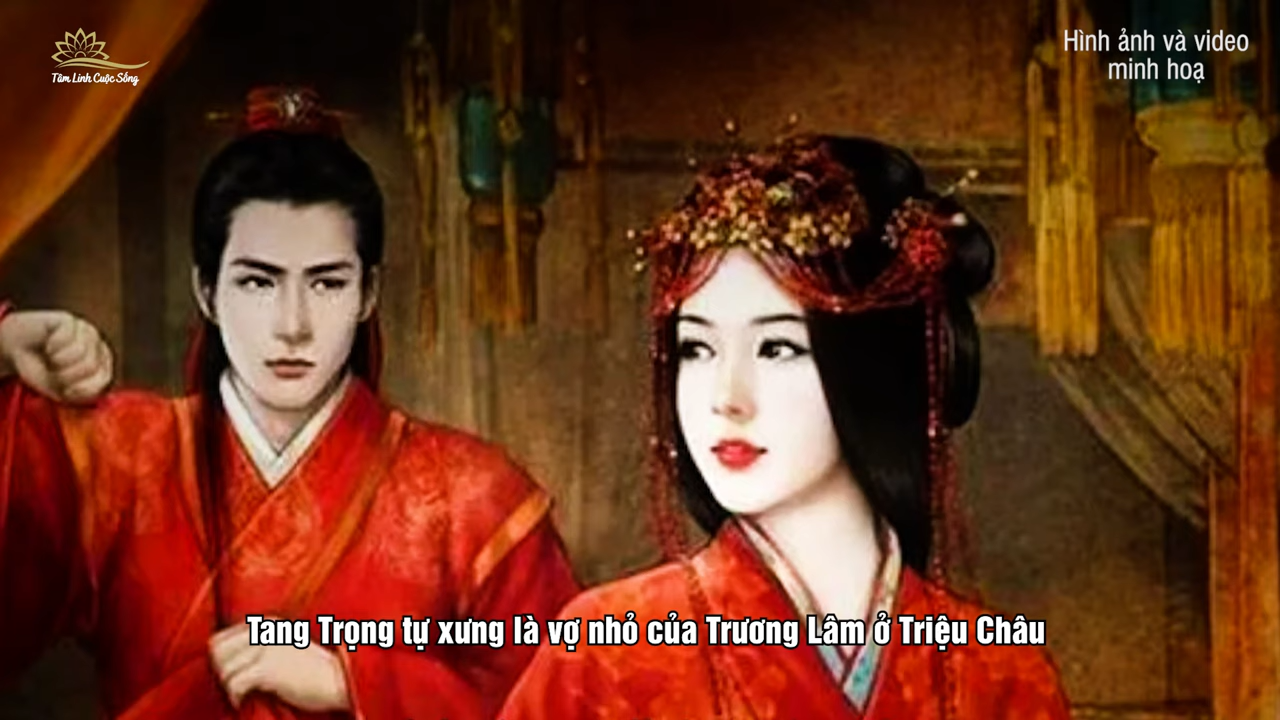 Tâm Linh Cuộc Sống
Hình ảnh và video
minh hoạ
Tang Trọng tự xưng là vợ nhỏ của Trương Lâm ở Triệu Châu